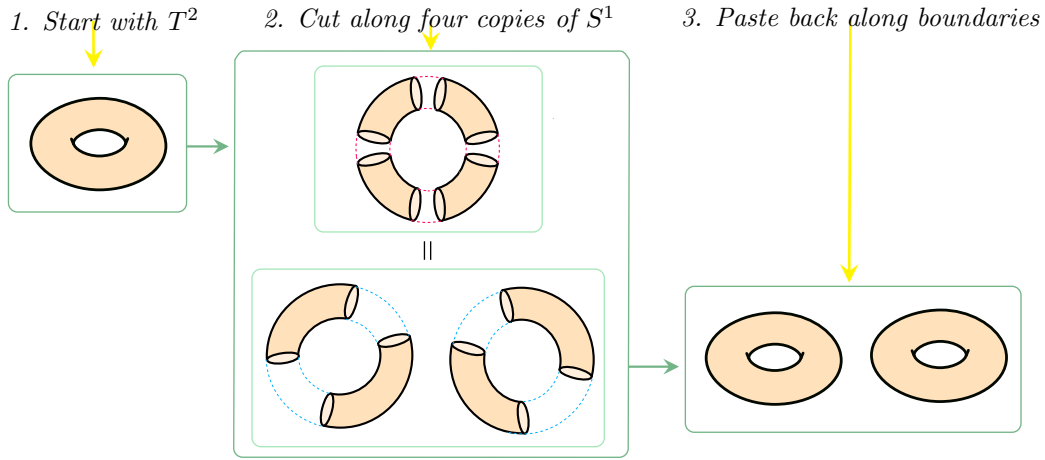 1. Start with T²
2. Cut along four copies of S¹
3. Paste back along boundaries